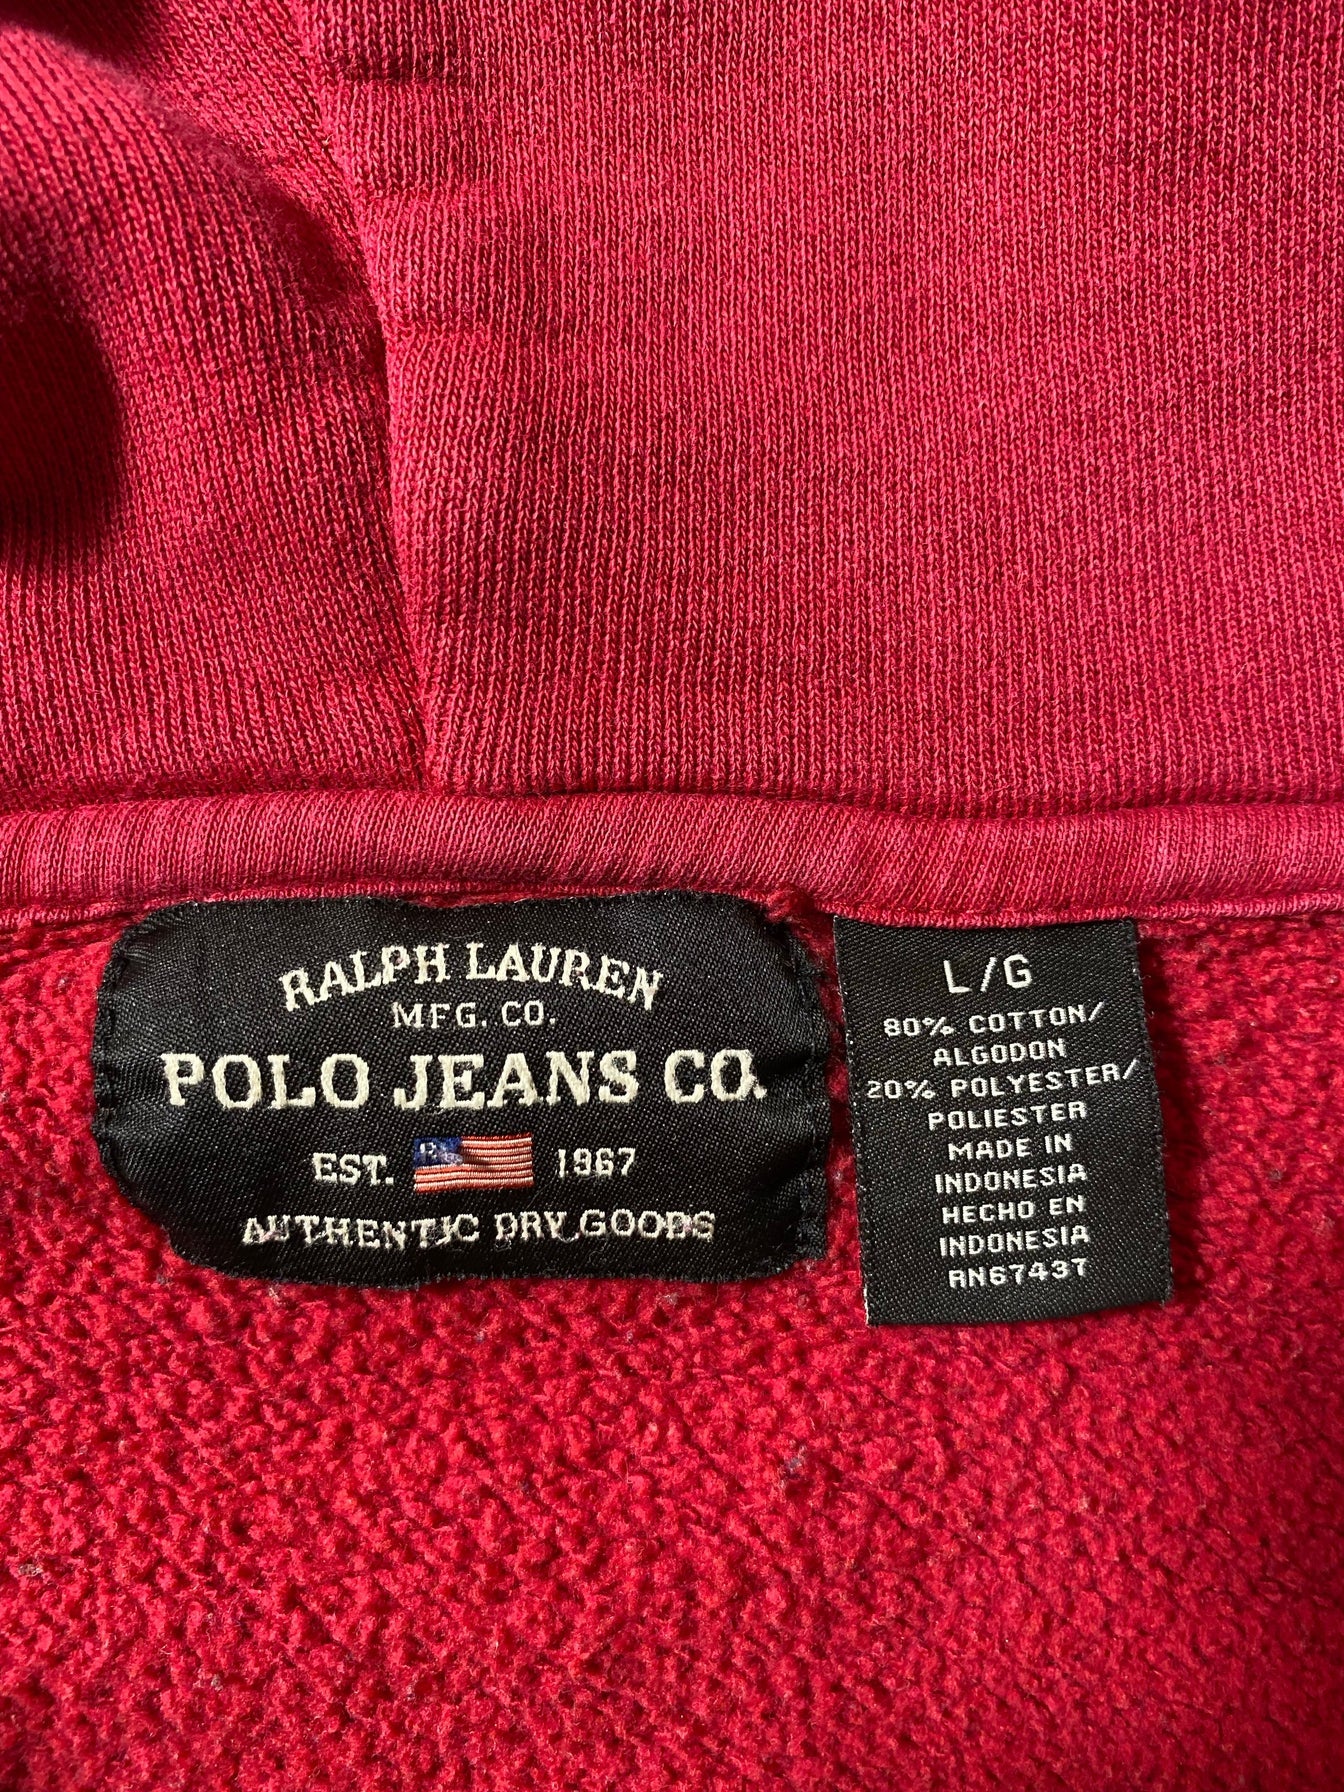 RALPH LAUREN
MFG. CO.
POLO JEANS CO.
EST. 1967
AUTHENTIC DRY GOODS
L/G
80% COTTON/
ALGODON
20% POLYESTER/
POLIESTER
MADE IN
INDONESIA
HECHO EN
INDONESIA
RN67437